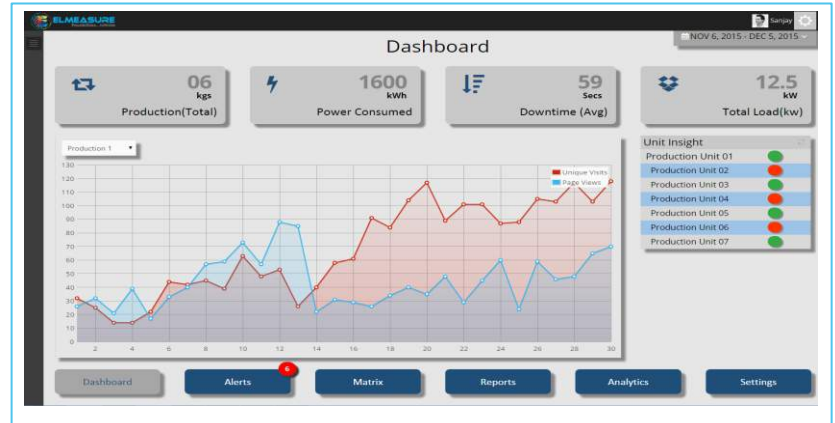 ELMEASURE
Sanjay
Dashboard
NOV 6, 2015 - DEC 5, 2015
06
kgs
Production(Total)
1600
kWh
Power Consumed
59
Secs
Downtime (Avg)
12.5
kW
Total Load(kw)
Production 1
Unique Visits
Page Views
130
120
110
100
90
80
70
60
50
40
30
20
10
0
2 4 6 8 10 12 14 16 18 20 22 24 26 28 30
Unit Insight
Production Unit 01
Production Unit 02
Production Unit 03
Production Unit 04
Production Unit 05
Production Unit 06
Production Unit 07
Dashboard
Alerts
6
Matrix
Reports
Analytics
Settings